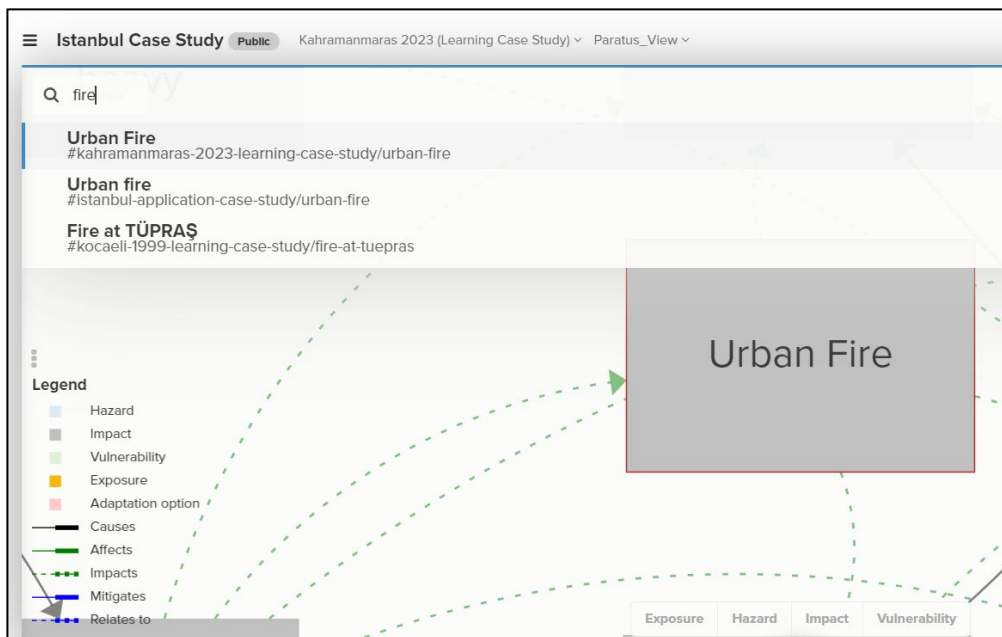 Istanbul Case Study Public Kahramanmaras 2023 (Learning Case Study) Paratus_View
heavy
fire
Urban Fire
#kahramanmaras-2023-learning-case-study/urban-fire
Urban fire
#istanbul-application-case-study/urban-fire
Fire at TÜPRAŞ
#kocaeli-1999-learning-case-study/fire-at-tuepras
Urban Fire
Legend
Hazard
Impact
Vulnerability
Exposure
Adaptation option
Causes
Affects
Impacts
Mitigates
Relates to
Exposure Hazard Impact Vulnerability